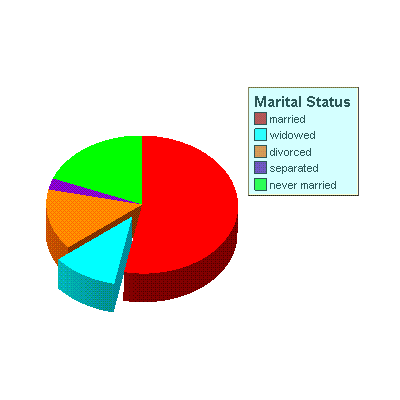 Marital Status
married
widowed
divorced
separated
never married